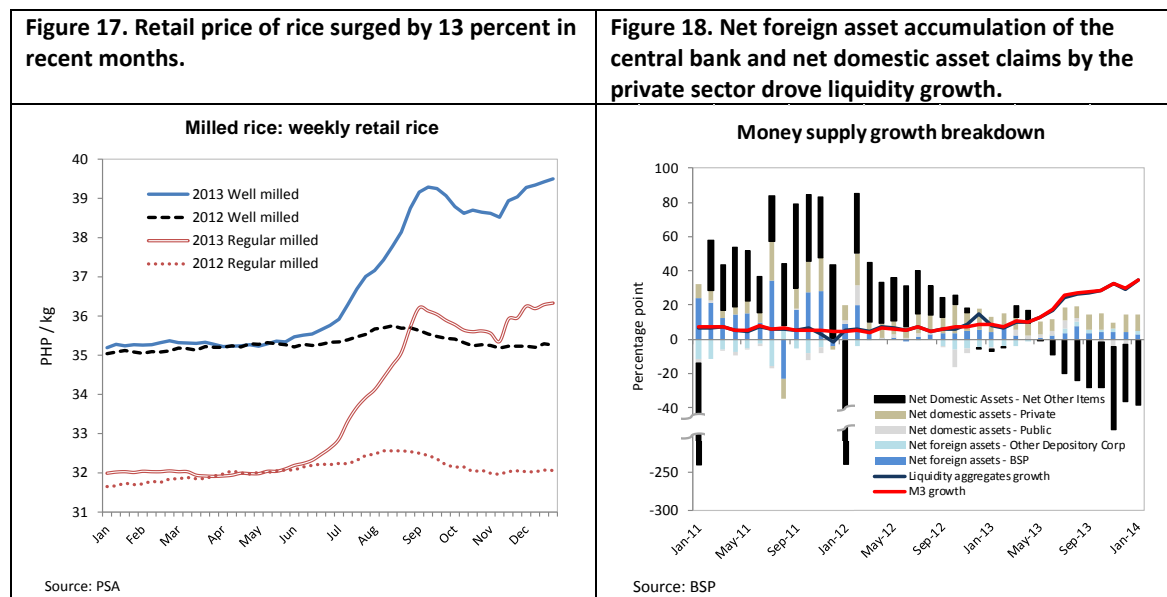 Figure 17. Retail price of rice surged by 13 percent in
recent months.
Milled rice: weekly retail rice
PHP / kg
40
39
38
37
36
35
34
33
32
31
2013 Well milled
2012 Well milled
2013 Regular milled
2012 Regular milled
Jan
Feb
Mar
Apr
May
Jun
Jul
Aug
Sep
Oct
Nov
Dec
Source: PSA
Figure 18. Net foreign asset accumulation of the
central bank and net domestic asset claims by the
private sector drove liquidity growth.
Money supply growth breakdown
Percentage point
100
80
60
40
20
0
-20
-40
-250
-300
Net Domestic Assets - Net Other Items
Net domestic assets - Private
Net domestic assets - Public
Net foreign assets - Other Depository Corp
Net foreign assets - BSP
Liquidity aggregates growth
M3 growth
Jan-11
May-11
Sep-11
Jan-12
May-12
Sep-12
Jan-13
May-13
Sep-13
Jan-14
Source: BSP